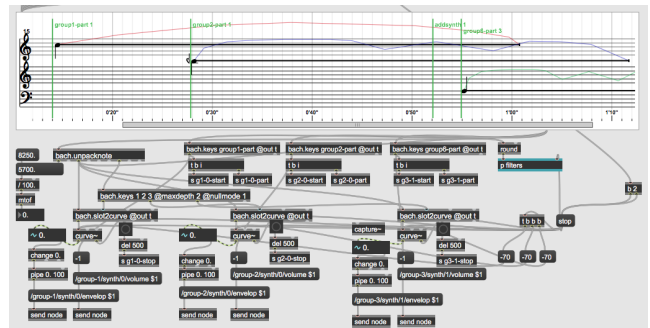 group1-part 1
group2-part 1
addsynth 1
group6-part 3
15
0'20"
0'30"
0'40"
0'50"
1'00"
1'10"
8250.
bach.unpacknote
bach.keys group1-part @out t
bach.keys group2-part @out t
bach.keys group6-part @out t
round
5700.
t b i
t b i
t b i
p filters
/ 100.
s g1-0-start
s g1-0-part
s g2-0-start
s g2-0-part
s g3-1-start
s g3-1-part
b 2
mtof
bach.keys 1 2 3 @maxdepth 2 @nullmode 1
0.
bach.slot2curve @out t
bach.slot2curve @out t
bach.slot2curve @out t
t b b b
stop
0.
curve~
0.
curve~
capture~
0.
curve~
del 500
del 500
del 500
change 0.
-1
s g1-0-stop
change 0.
-1
s g2-0-stop
change 0.
-1
s g3-1-stop
-70
-70
-70
pipe 0. 100
/group-1/synth/0/volume $1
pipe 0. 100
/group-2/synth/0/volume $1
pipe 0. 100
/group-3/synth/1/volume $1
/group-1/synth/0/envelop $1
/group-2/synth/0/envelop $1
/group-3/synth/1/envelop $1
send node
send node
send node
send node
send node
send node